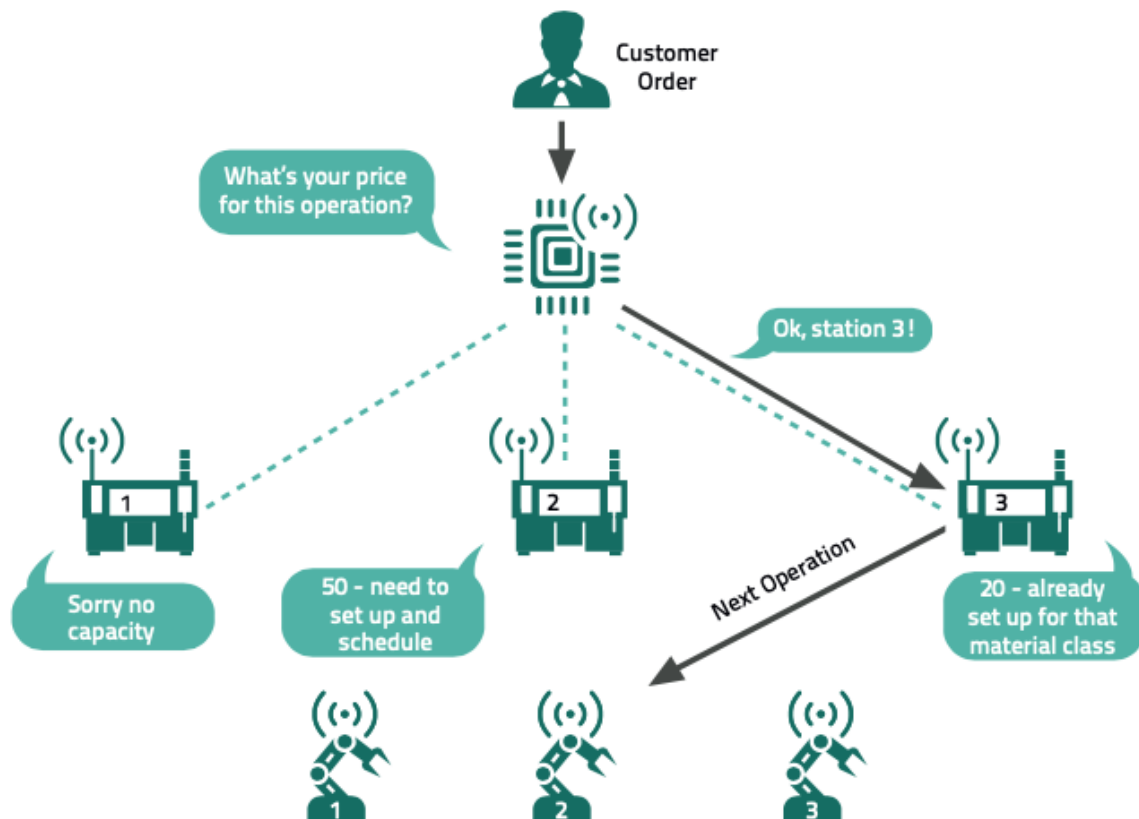 Customer
Order
What's your price
for this operation?
Ok, station 3!
1
2
3
Sorry no
capacity
50 - need to
set up and
schedule
Next Operation
20 - already
set up for that
material class
1
2
3